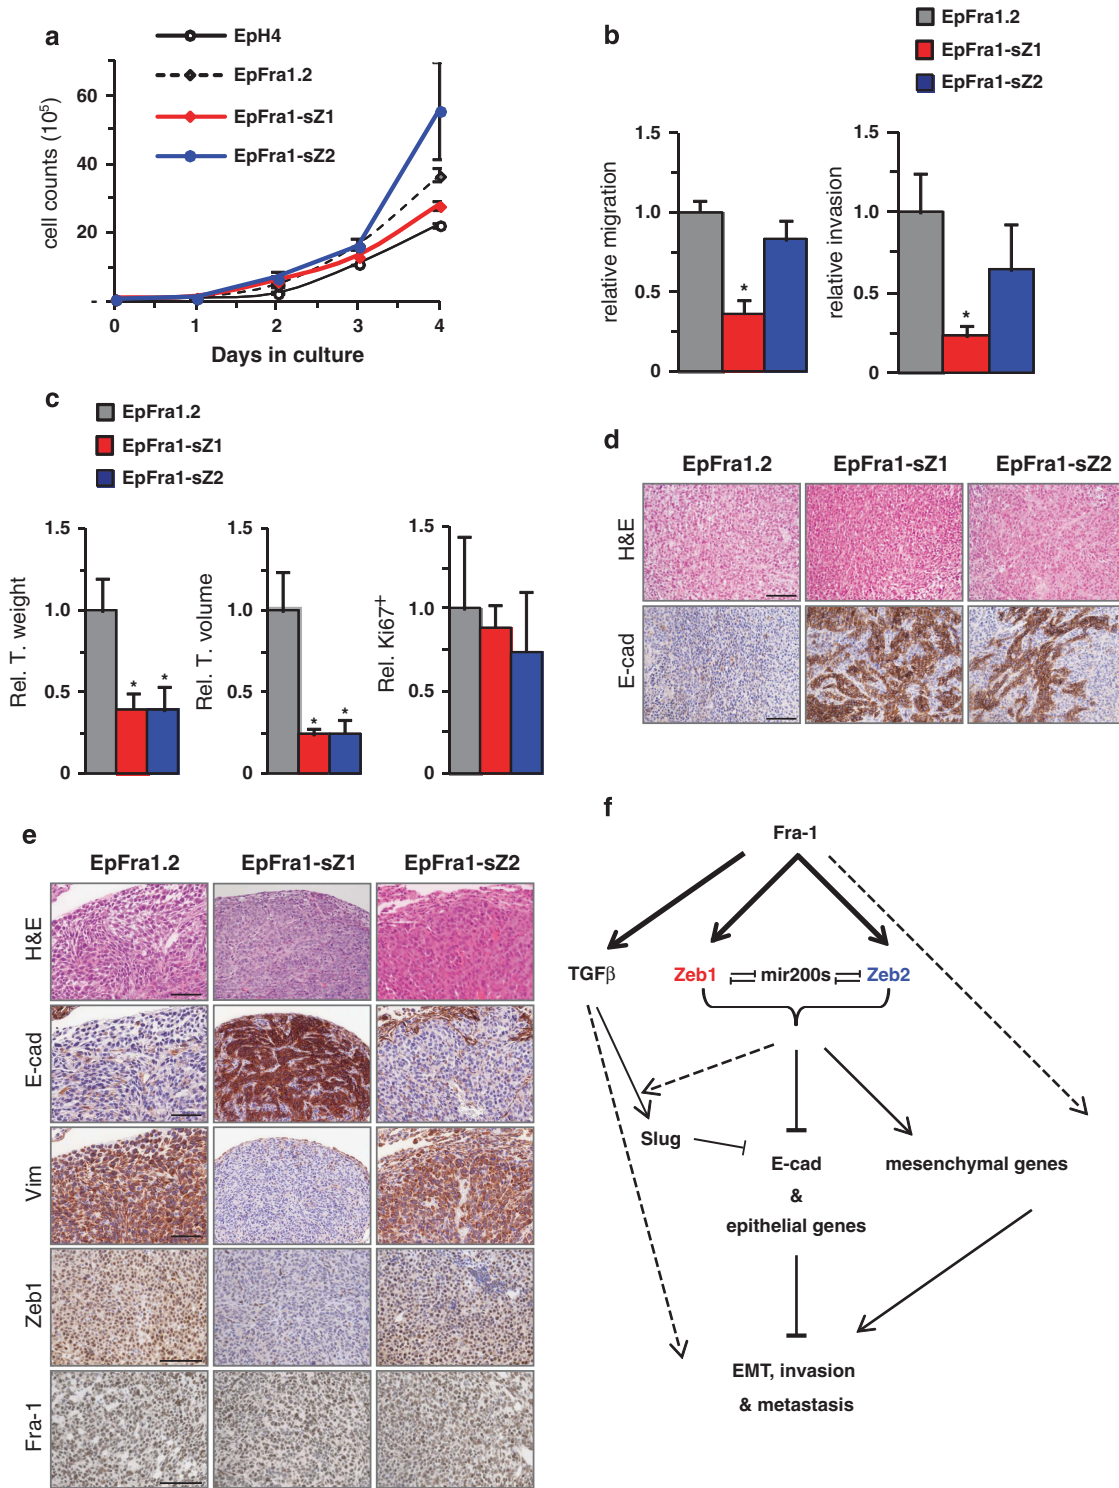 a
EpH4
EpFra1.2
EpFra1-sZ1
EpFra1-sZ2
cell counts (10⁵)
60
40
20
-
0 1 2 3 4
Days in culture
b
EpFra1.2
EpFra1-sZ1
EpFra1-sZ2
relative migration
1.5
1.0
0.5
0
*
relative invasion
1.5
1.0
0.5
0
*
c
EpFra1.2
EpFra1-sZ1
EpFra1-sZ2
Rel. T. weight
1.5
1.0
0.5
0
* *
Rel. T. volume
1.5
1.0
0.5
0
* *
Rel. Ki67⁺
1.5
1.0
0.5
0
d
EpFra1.2 EpFra1-sZ1 EpFra1-sZ2
H&E
E-cad
e
EpFra1.2 EpFra1-sZ1 EpFra1-sZ2
H&E
E-cad
Vim
Zeb1
Fra-1
f
Fra-1
TGFβ Zeb1 mir200s Zeb2
Slug
E-cad
&
epithelial genes
mesenchymal genes
EMT, invasion
& metastasis